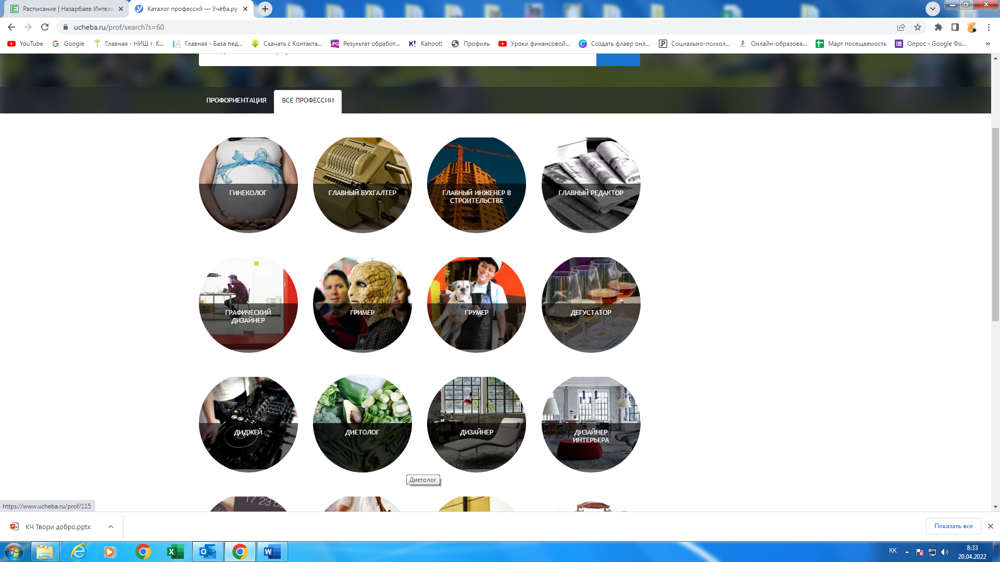 Расписание | Назарбаев Интелл
Каталог профессий — Учёба.ру
ucheba.ru/prof/search?s=60
YouTube
Google
Главная - НИШ г. К...
Главная - База пед...
Скачать с Контакта...
JPG
Результат обработ...
K!
Kahoot!
Профиль
Уроки финансовой...
Создать флаер онл...
Социально-психол...
Онлайн-образова...
Март посещаемость
Опрос - Google Фо...
»
ПРОФОРИЕНТАЦИЯ
ВСЕ ПРОФЕССИИ
ГИНЕКОЛОГ
ГЛАВНЫЙ БУХГАЛТЕР
ГЛАВНЫЙ ИНЖЕНЕР В
СТРОИТЕЛЬСТВЕ
ГЛАВНЫЙ РЕДАКТОР
ГРАФИЧЕСКИЙ
ДИЗАЙНЕР
ГРИМЕР
ГРУМЕР
ДЕГУСТАТОР
ДИДЖЕЙ
ДИЕТОЛОГ
ДИЗАЙНЕР
ДИЗАЙНЕР
ИНТЕРЬЕРА
Диетолог
17 23 5
https://www.ucheba.ru/prof/115
КЧ Твори добро.pptx
Показать все
KK
8:33
20.04.2022